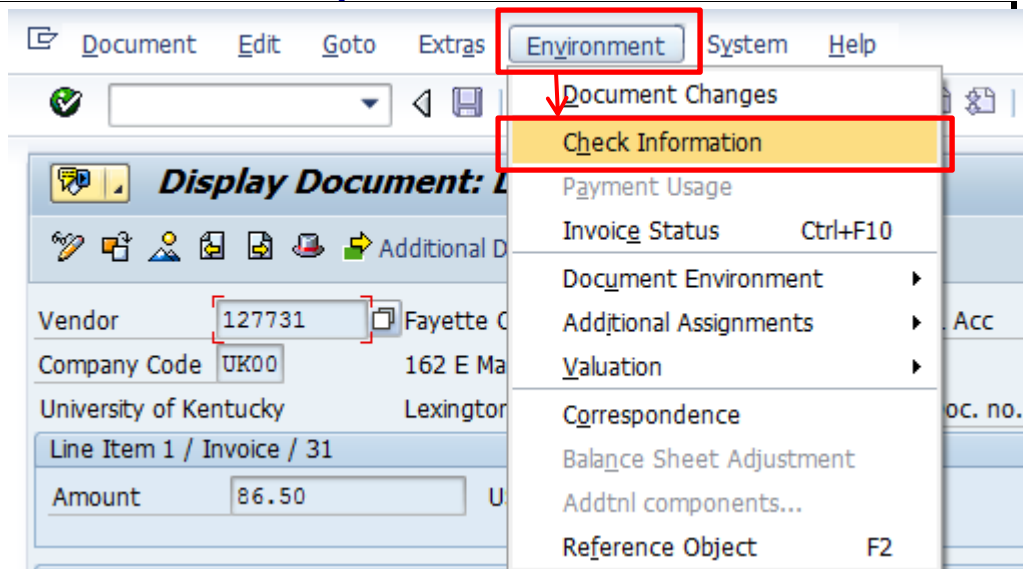 Document Edit Goto Extras Environment System Help
Document Changes
Check Information
Payment Usage
Invoice Status Ctrl+F10
Document Environment
Additional Assignments
Valuation
Correspondence
Balance Sheet Adjustment
Addtnl components...
Reference Object F2
Display Document:
Additional
Vendor 127731 Fayette Acc
Company Code UK00 162 E
University of Kentucky oc. no.
Line Item 1 / Invoice / 31
Amount 86.50